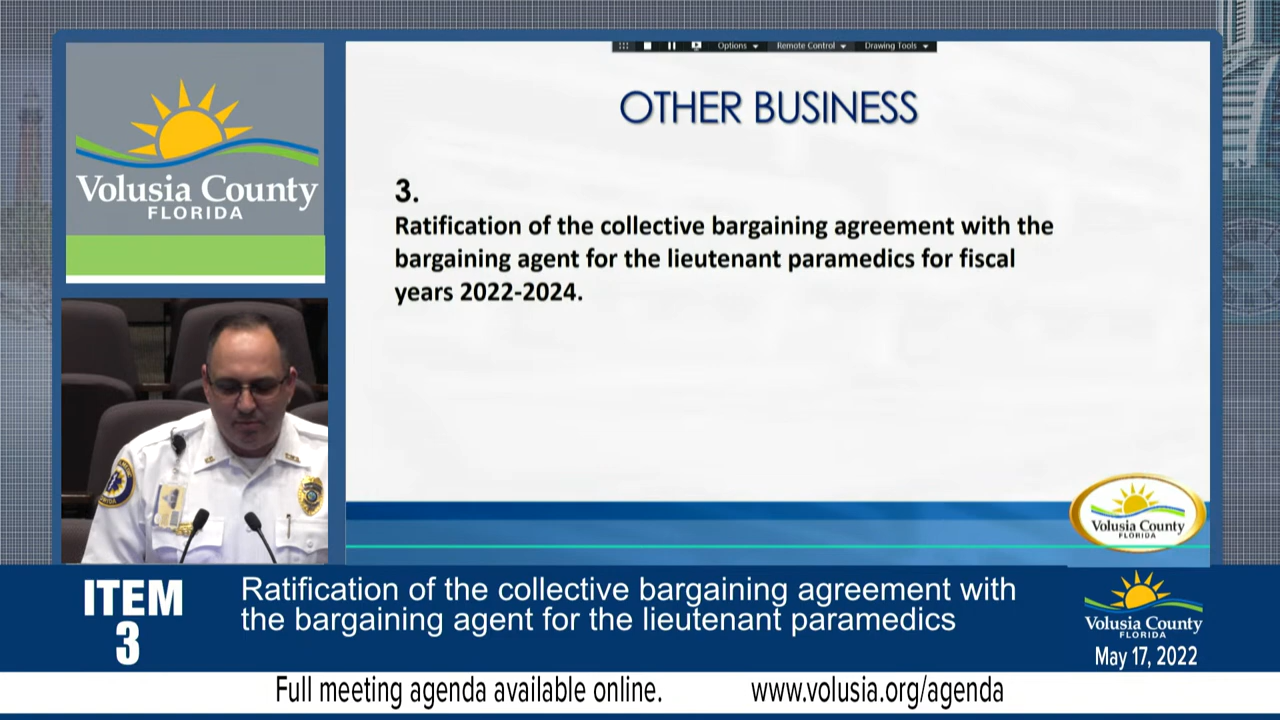 Volusia County
FLORIDA
Options
Remote Control
Drawing Tools
OTHER BUSINESS
3.
Ratification of the collective bargaining agreement with the
bargaining agent for the lieutenant paramedics for fiscal
years 2022-2024.
Volusia County
FLORIDA
ITEM
3
Ratification of the collective bargaining agreement with
the bargaining agent for the lieutenant paramedics
Volusia County
FLORIDA
May 17, 2022
Full meeting agenda available online.
www.volusia.org/agenda